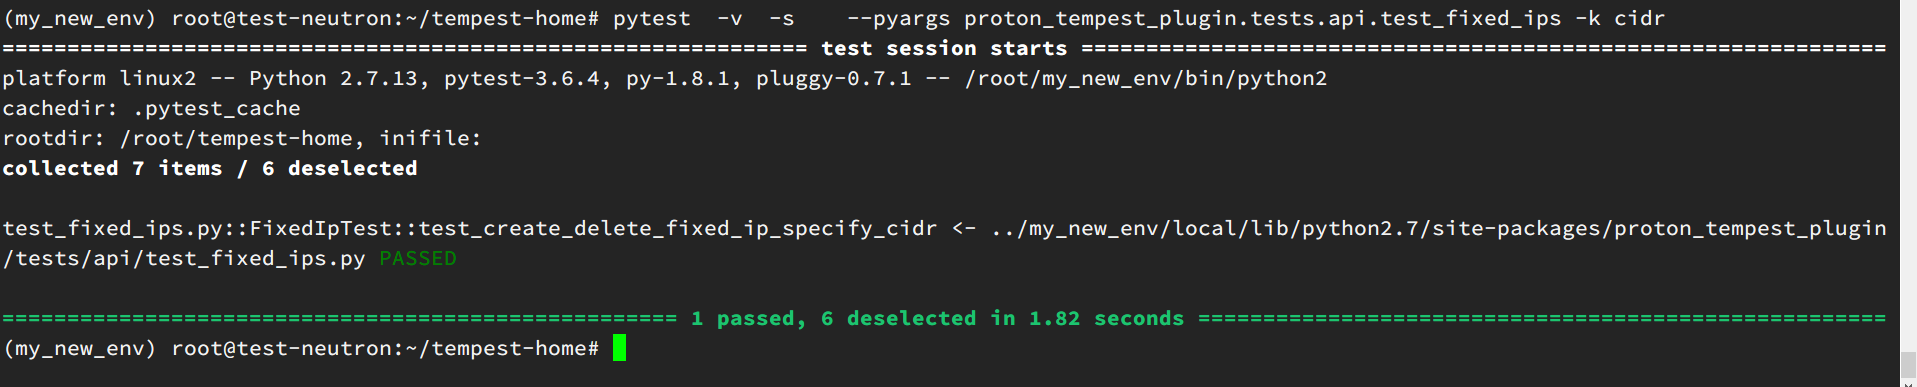 (my_new_env) root@test-neutron:~/tempest-home# pytest  -v  -s    --pyargs proton_tempest_plugin.tests.api.test_fixed_ips -k cidr
============================================================== test session starts ==============================================================
platform linux2 -- Python 2.7.13, pytest-3.6.4, py-1.8.1, pluggy-0.7.1 -- /root/my_new_env/bin/python2
cachedir: .pytest_cache
rootdir: /root/tempest-home, inifile:
collected 7 items / 6 deselected
test_fixed_ips.py::FixedIpTest::test_create_delete_fixed_ip_specify_cidr <- ../my_new_env/local/lib/python2.7/site-packages/proton_tempest_plugin
/tests/api/test_fixed_ips.py PASSED
==================================================== 1 passed, 6 deselected in 1.82 seconds =====================================================
(my_new_env) root@test-neutron:~/tempest-home#